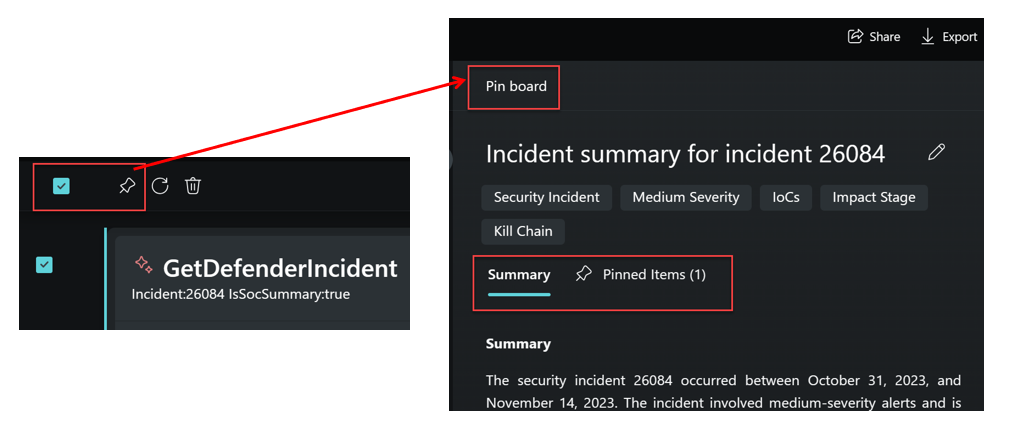 Share
Export
Pin board
Incident summary for incident 26084
Security Incident
Medium Severity
IoCs
Impact Stage
Kill Chain
GetDefenderIncident
Incident:26084 IsSocSummary:true
Summary
Pinned Items (1)
Summary
The security incident 26084 occurred between October 31, 2023, and
November 14, 2023. The incident involved medium-severity alerts and is